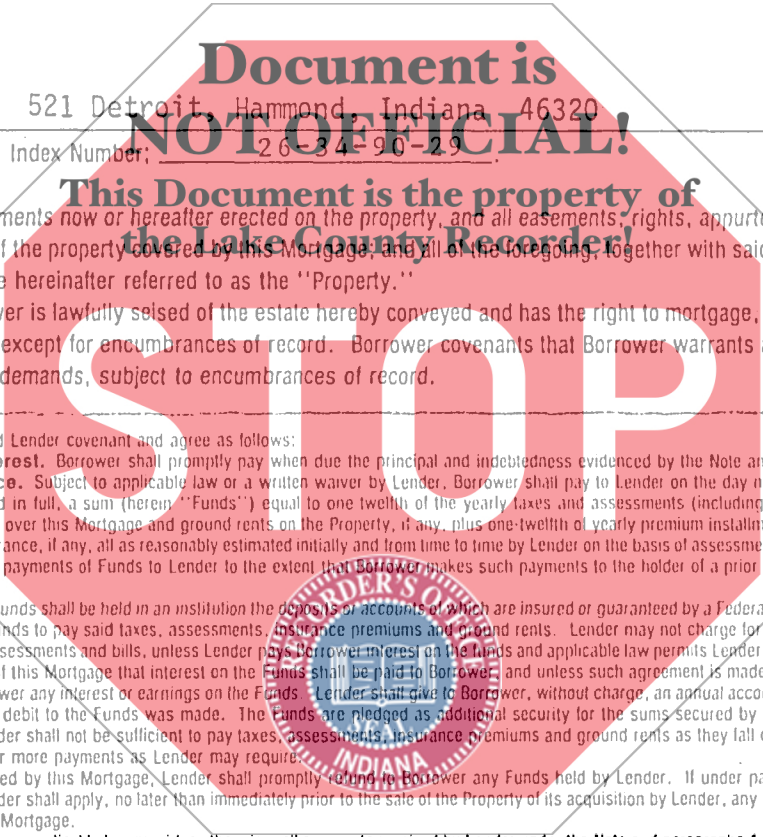 Document is
521 Detroit, Hammond, Indiana 46320
NOT OFFICIAL!
Index Number: 26-34-90-29.
This Document is the property of
ments now or hereafter erected on the property, and all easements, rights, appurt
the Lake County Recorder!
f the property covered by this Mortgage; and all of the foregoing, together with said
e hereinafter referred to as the "Property."
er is lawfully seised of the estate hereby conveyed and has the right to mortgage,
except for encumbrances of record. Borrower covenants that Borrower warrants a
demands, subject to encumbrances of record.
STOP
d Lender covenant and agree as follows:
erest. Borrower shall promptly pay when due the principal and indebtedness evidenced by the Note an
ce. Subject to applicable law or a written waiver by Lender, Borrower shall pay to Lender on the day m
d in full, a sum (herein "Funds") equal to one twelfth of the yearly taxes and assessments (including
over this Mortgage and ground rents on the Property, if any, plus one-twelfth of yearly premium installm
rance, if any, all as reasonably estimated initially and from time to time by Lender on the basis of assessme
payments of Funds to Lender to the extent that Borrower makes such payments to the holder of a prior
unds shall be held in an institution the deposits or accounts of which are insured or guaranteed by a Federa
nds to pay said taxes, assessments, insurance premiums and ground rents. Lender may not charge for
sessments and bills, unless Lender pays Borrower interest on the funds and applicable law permits Lender
f this Mortgage that interest on the Funds shall be paid to Borrower, and unless such agreement is made
wer any interest or earnings on the Funds. Lender shall give to Borrower, without charge, an annual acco
debit to the Funds was made. The Funds are pledged as additional security for the sums secured by
der shall not be sufficient to pay taxes, assessments, insurance premiums and ground rents as they fall d
r more payments as Lender may require.
ed by this Mortgage, Lender shall promptly refund to Borrower any Funds held by Lender. If under pa
der shall apply, no later than immediately prior to the sale of the Property of its acquisition by Lender, any
Mortgage.
RECORDER'S OF
SEAL
INDIANA